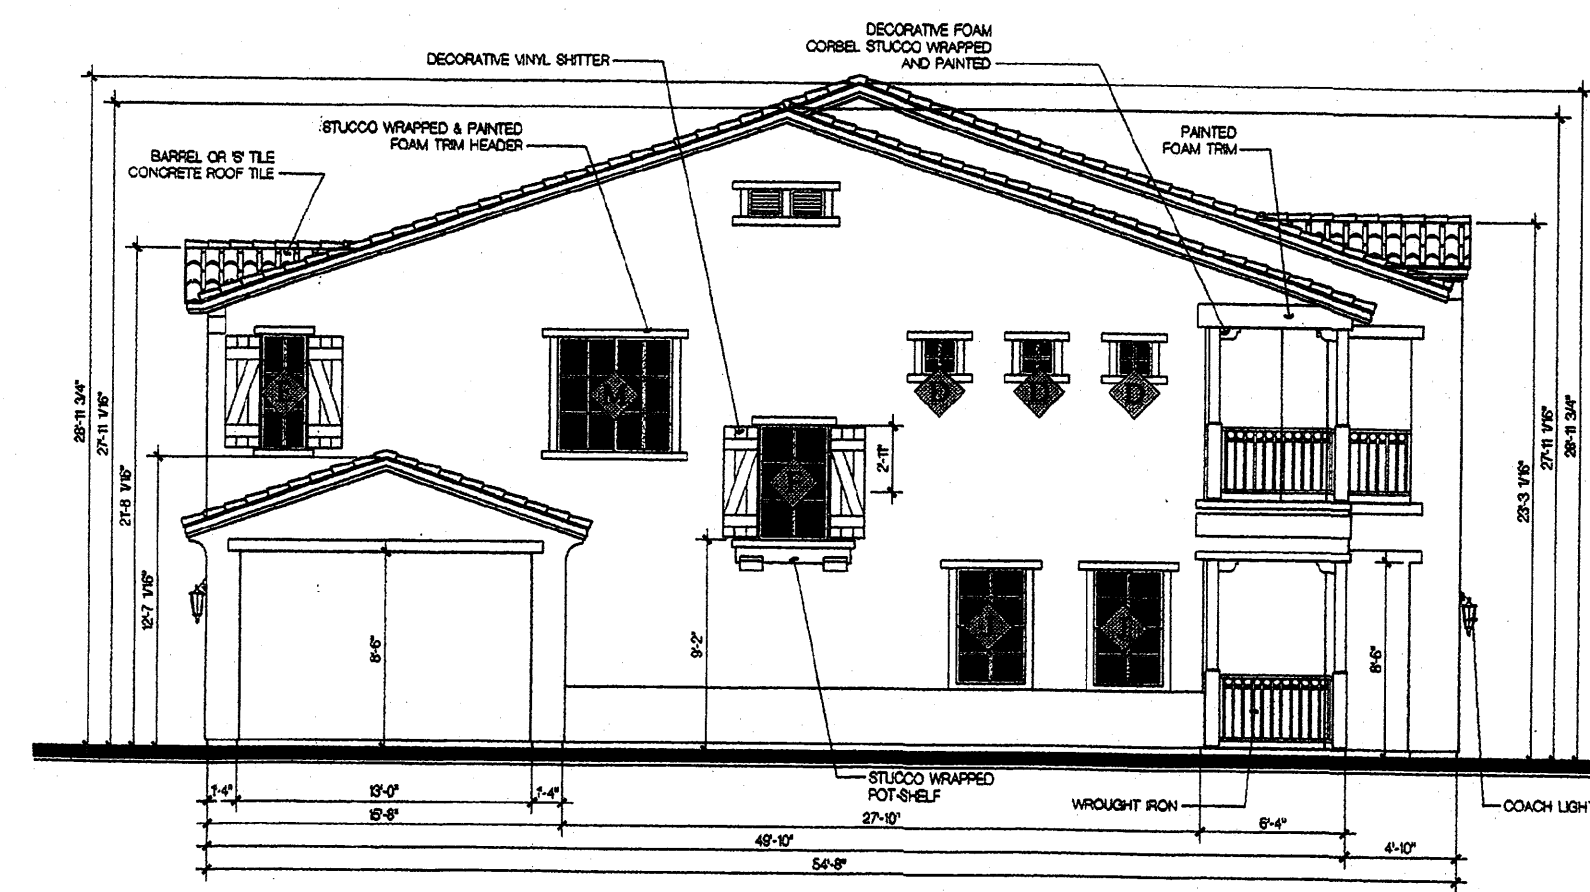 DECORATIVE FOAM
CORBEL STUCCO WRAPPED
AND PAINTED
DECORATIVE VINYL SHITTER
STUCCO WRAPPED & PAINTED
FOAM TRIM HEADER
PAINTED
FOAM TRIM
BARREL OR 'S' TILE
CONCRETE ROOF TILE
28'-11 3/4"
27'-11 1/16"
21'-8 1/16"
12'-7 1/16"
M
D
D
D
2'-11"
23'-3 1/16"
27'-11 1/16"
28'-11 3/4"
8'-6"
9'-2"
8'-6"
STUCCO WRAPPED
POT-SHELF
WROUGHT IRON
COACH LIGHT
1'-4"
13'-0"
1'-4"
15'-8"
27'-10"
6'-4"
49'-10"
4'-10"
54'-8"